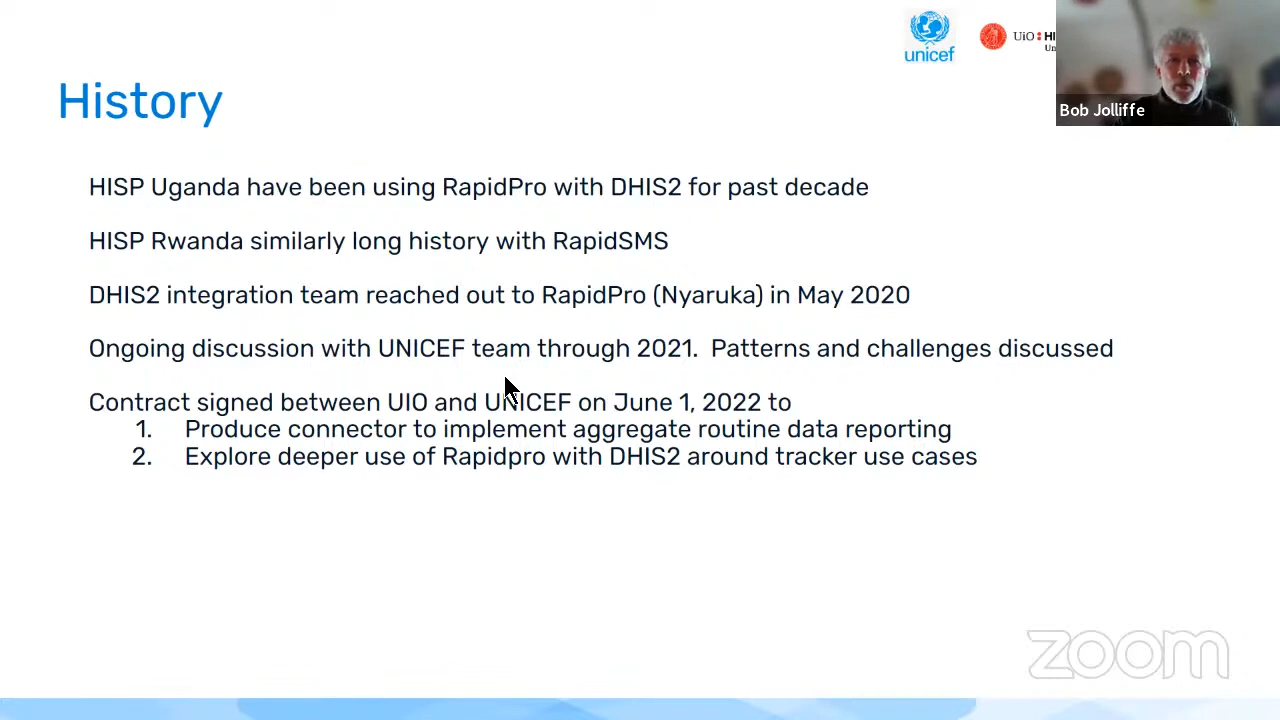 unicef
UiO HI
Un
Bob Jolliffe
History
HISP Uganda have been using RapidPro with DHIS2 for past decade
HISP Rwanda similarly long history with RapidSMS
DHIS2 integration team reached out to RapidPro (Nyaruka) in May 2020
Ongoing discussion with UNICEF team through 2021. Patterns and challenges discussed
Contract signed between UIO and UNICEF on June 1, 2022 to
1. Produce connector to implement aggregate routine data reporting
2. Explore deeper use of Rapidpro with DHIS2 around tracker use cases
zoom